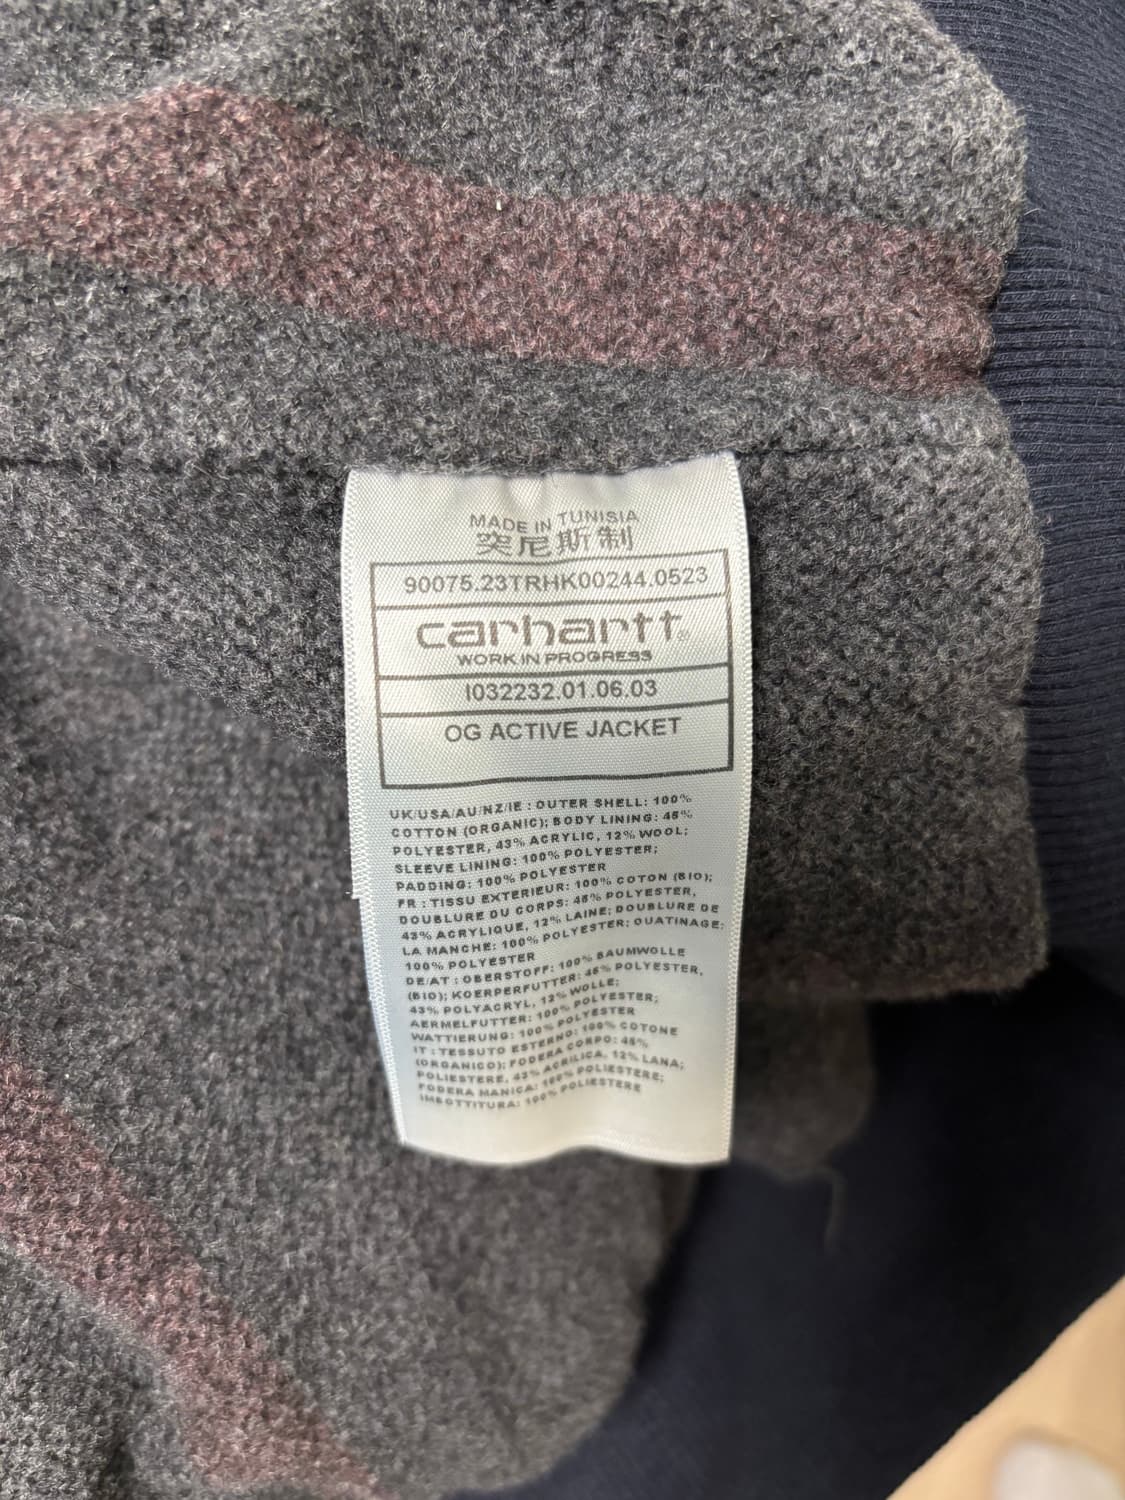 MADE IN TUNISIA
突尼斯制
90075.23TRHK00244.0523
carhartt®
WORK IN PROGRESS
I032232.01.06.03
OG ACTIVE JACKET
UK/USA/AU/NZ/IE : OUTER SHELL: 100%
COTTON (ORGANIC); BODY LINING: 45%
POLYESTER, 43% ACRYLIC, 12% WOOL;
SLEEVE LINING: 100% POLYESTER;
PADDING: 100% POLYESTER
FR : TISSU EXTERIEUR: 100% COTON (BIO);
DOUBLURE DU CORPS: 45% POLYESTER,
43% ACRYLIQUE, 12% LAINE; DOUBLURE DE
LA MANCHE: 100% POLYESTER; OUATINAGE:
100% POLYESTER
DE/AT : OBERSTOFF: 100% BAUMWOLLE
(BIO); KOERPERFUTTER: 45% POLYESTER,
43% POLYACRYL, 12% WOLLE;
AERMELFUTTER: 100% POLYESTER;
WATTIERUNG: 100% POLYESTER
IT : TESSUTO ESTERNO: 100% COTONE
(ORGANICO); FODERA CORPO: 45%
POLIESTERE, 43% ACRILICA, 12% LANA;
FODERA MANICA: 100% POLIESTERE;
IMBOTTITURA: 100% POLIESTERE